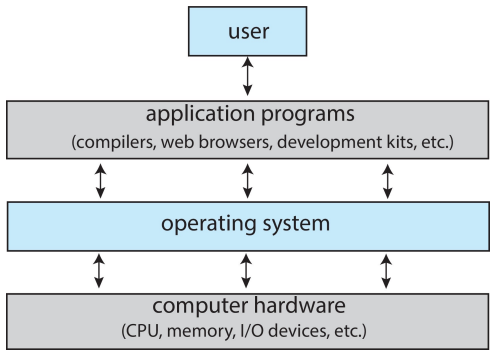 user
application programs
(compilers, web browsers, development kits, etc.)
operating system
computer hardware
(CPU, memory, I/O devices, etc.)